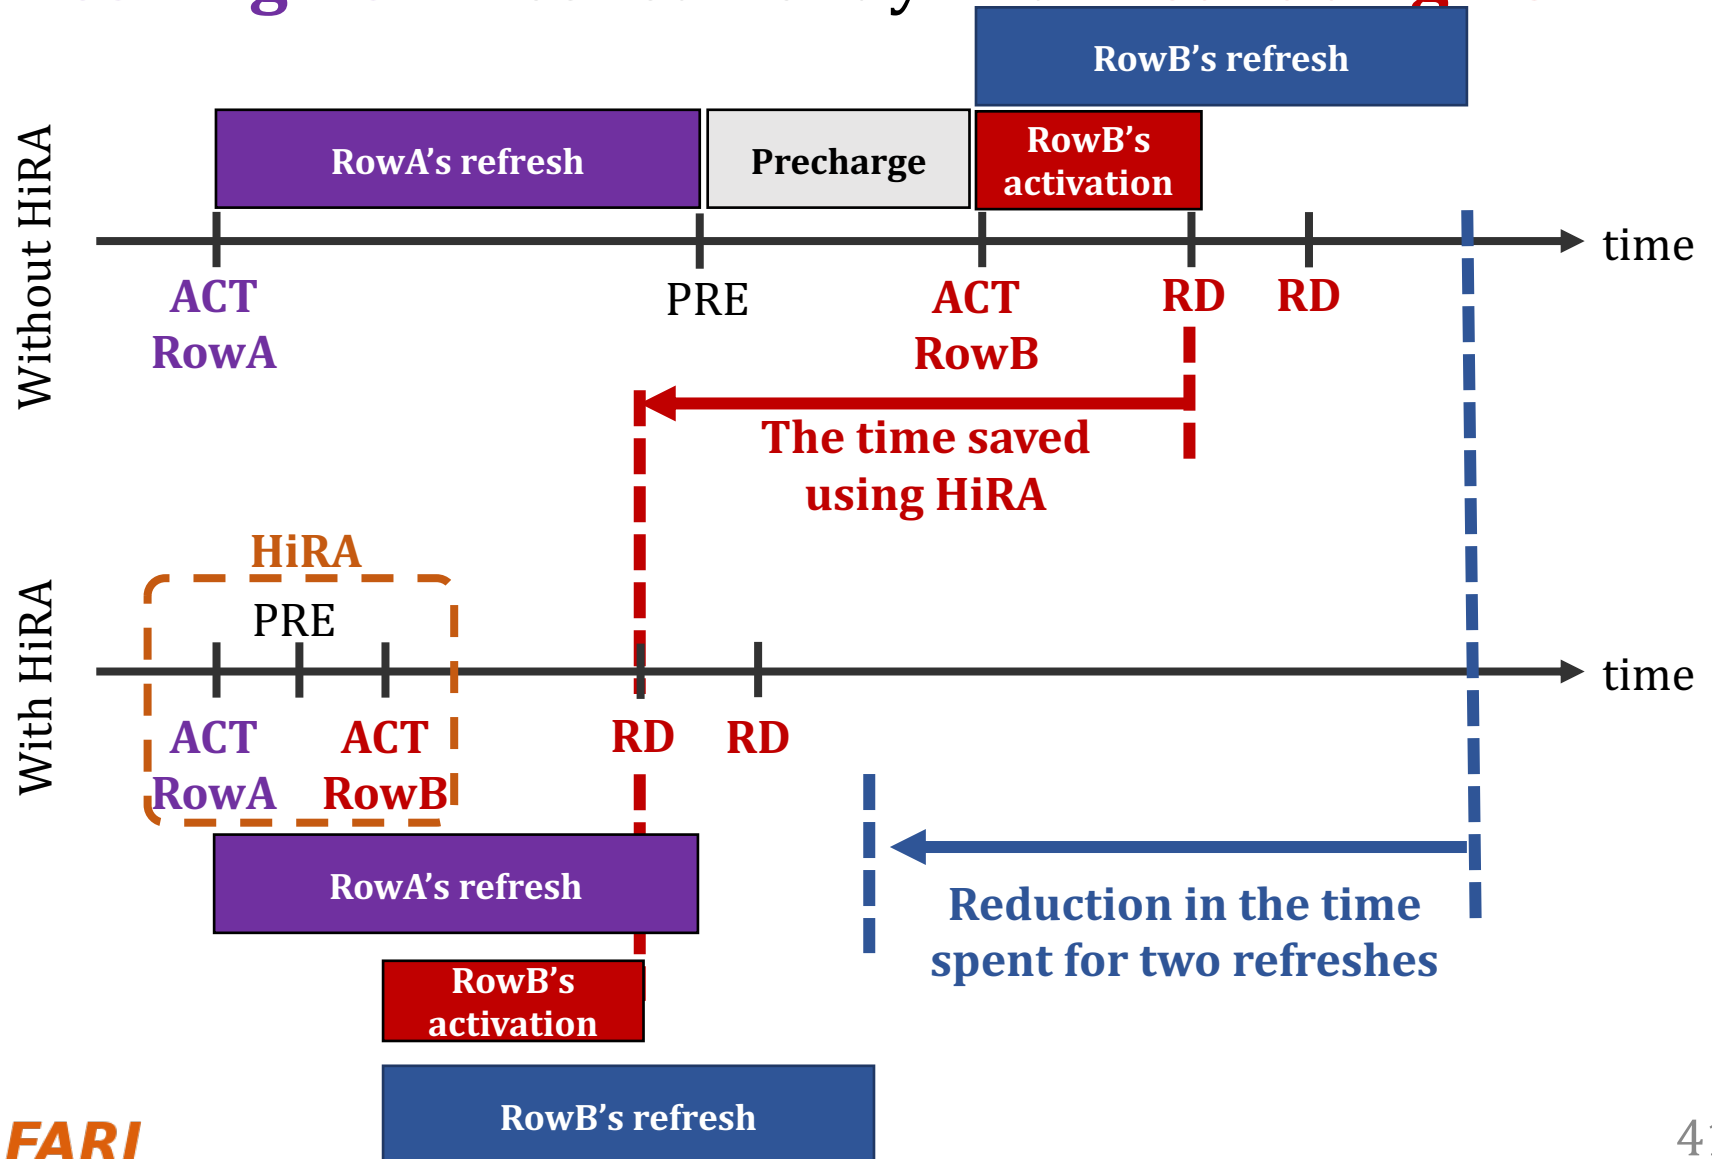 RowB’s refresh
Without HiRA
RowA’s refresh
Precharge
RowB’s
activation
time
ACT
RowA
PRE
ACT
RowB
RD
RD
The time saved
using HiRA
HiRA
With HiRA
PRE
time
ACT
RowA
ACT
RowB
RD
RD
RowA’s refresh
Reduction in the time
spent for two refreshes
RowB’s
activation
RowB’s refresh